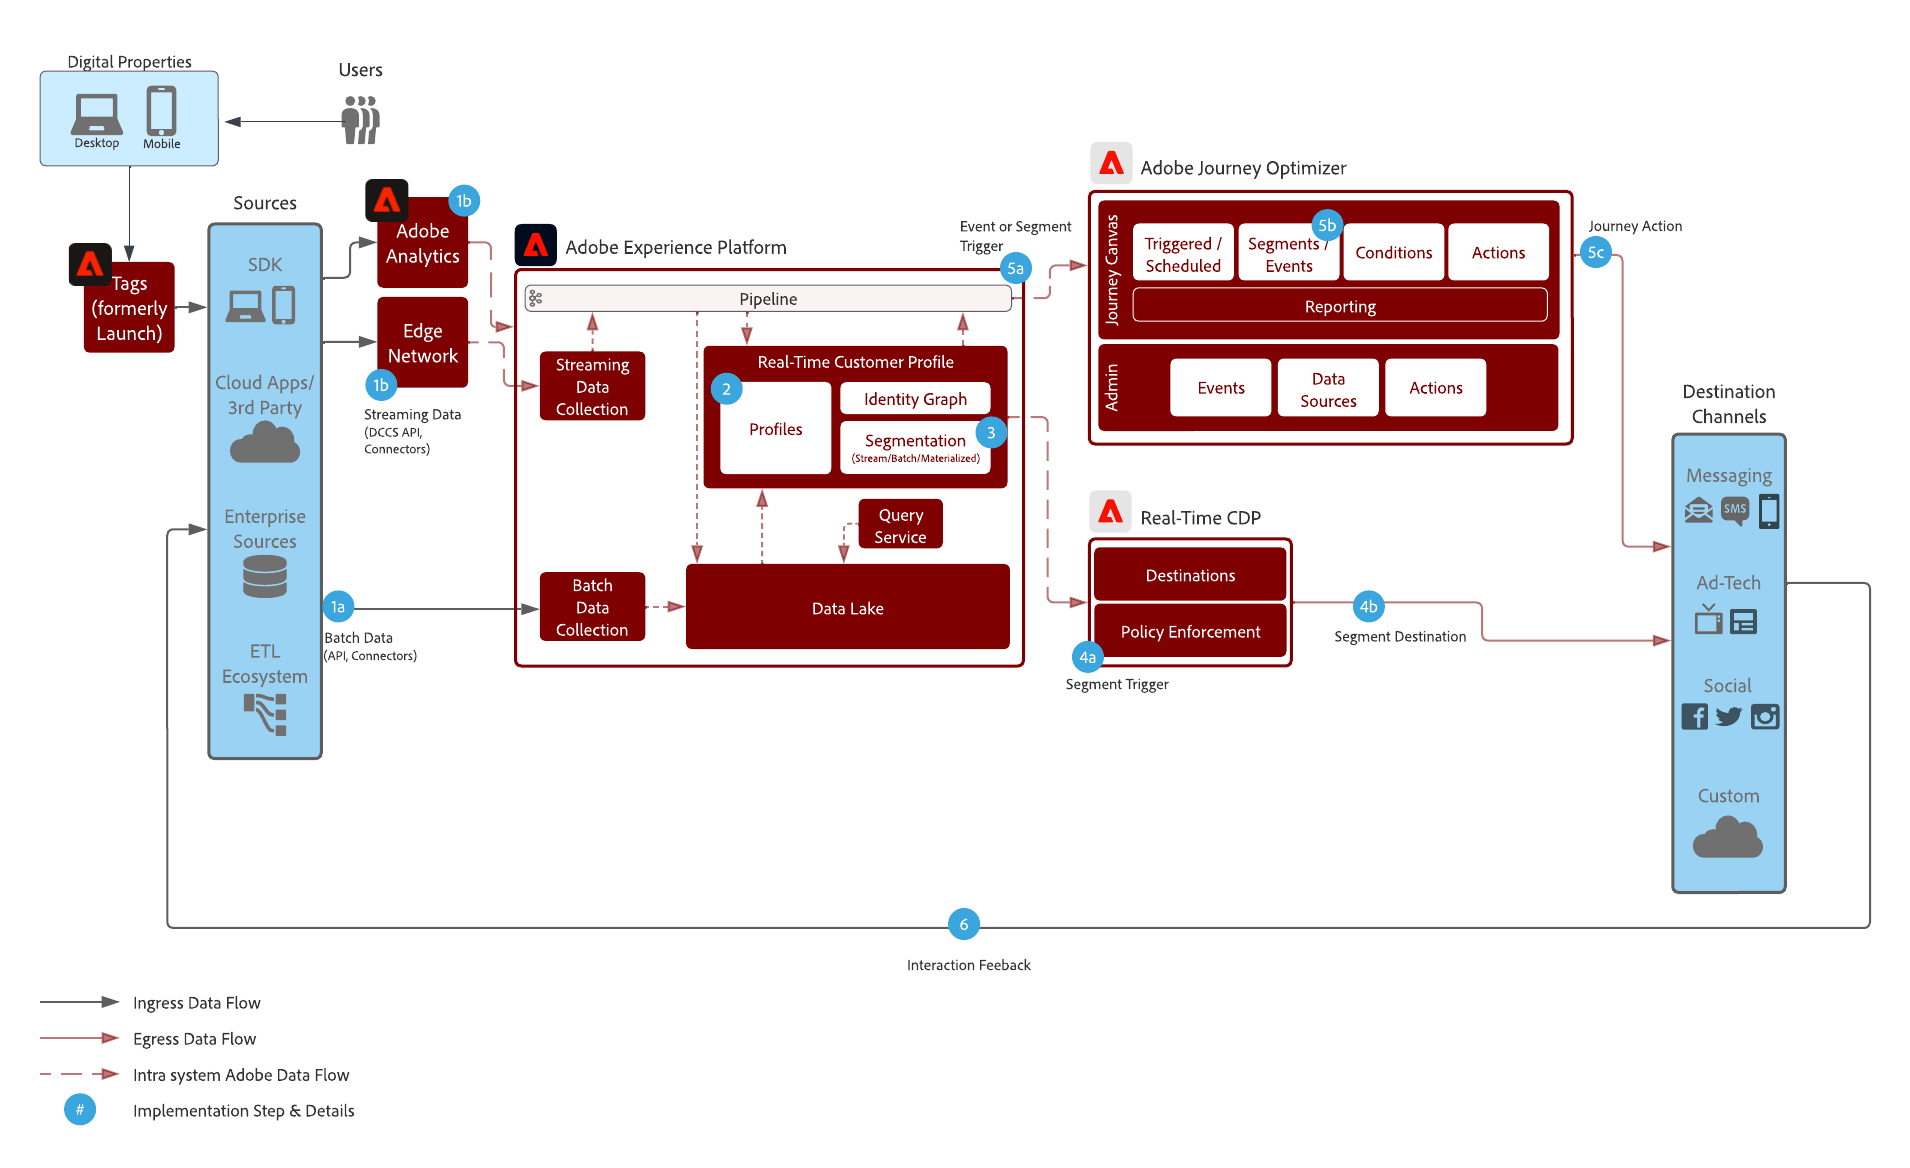 Digital Properties
Desktop
Mobile
Users
Tags
(formerly
Launch)
Sources
SDK
Cloud Apps/
3rd Party
Enterprise
Sources
ETL
Ecosystem
1b
Adobe
Analytics
Edge
Network
1b
Streaming Data
(DCCS API,
Connectors)
1a
Batch Data
(API, Connectors)
Adobe Experience Platform
Pipeline
Streaming
Data
Collection
Real-Time Customer Profile
2
Profiles
Identity Graph
3
Segmentation
(Stream/Batch/Materialized)
Query
Service
Batch
Data
Collection
Data Lake
Event or Segment
Trigger
5a
Adobe Journey Optimizer
Journey Canvas
Triggered /
Scheduled
5b
Segments /
Events
Conditions
Actions
Reporting
Admin
Events
Data
Sources
Actions
Journey Action
5c
Real-Time CDP
Destinations
Policy Enforcement
4a
Segment Trigger
4b
Segment Destination
Destination
Channels
Messaging
SMS
Ad-Tech
Social
Custom
6
Interaction Feeback
Ingress Data Flow
Egress Data Flow
Intra system Adobe Data Flow
#
Implementation Step & Details